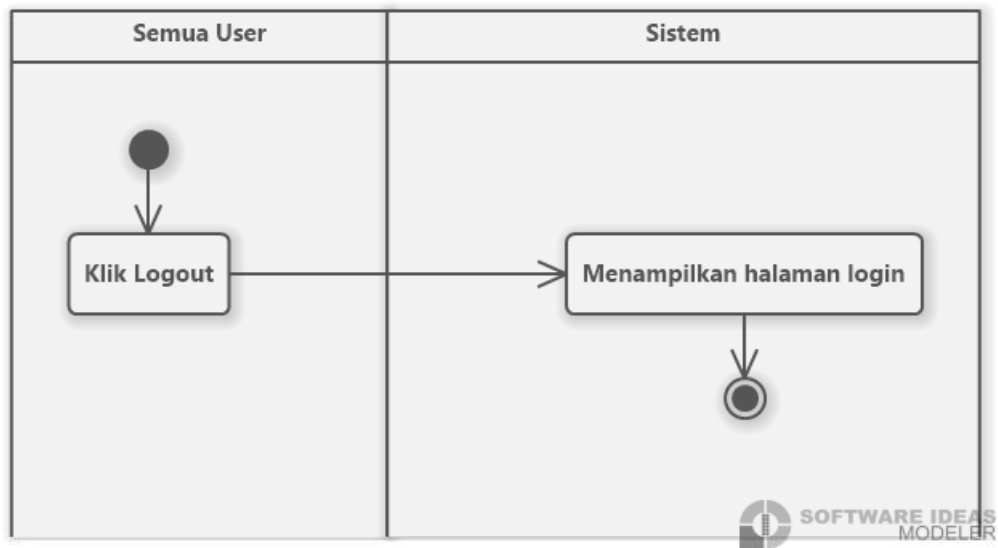 Semua User
Sistem
Klik Logout
Menampilkan halaman login
SOFTWARE IDEAS
MODELER